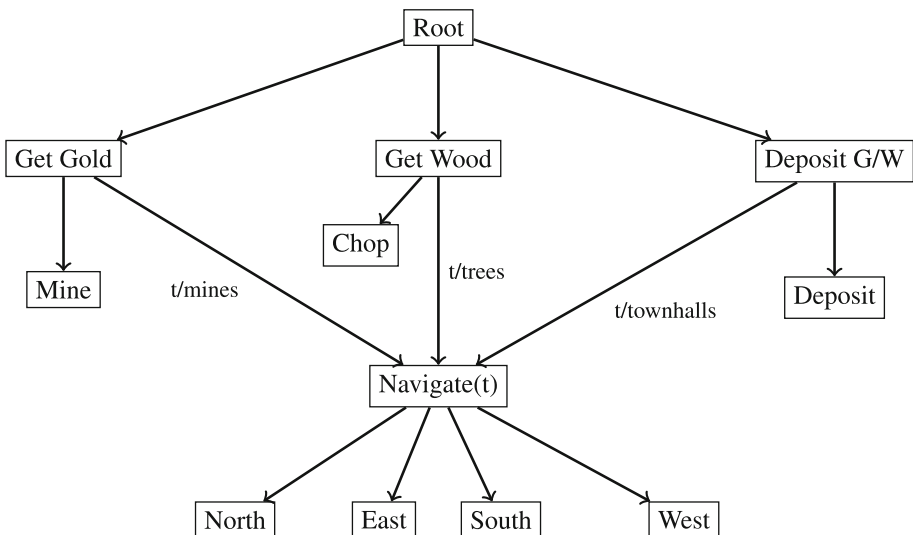 Root
Get Gold
Get Wood
Deposit G/W
Chop
Mine
t/mines
t/trees
t/townhalls
Deposit
Navigate(t)
North
East
South
West